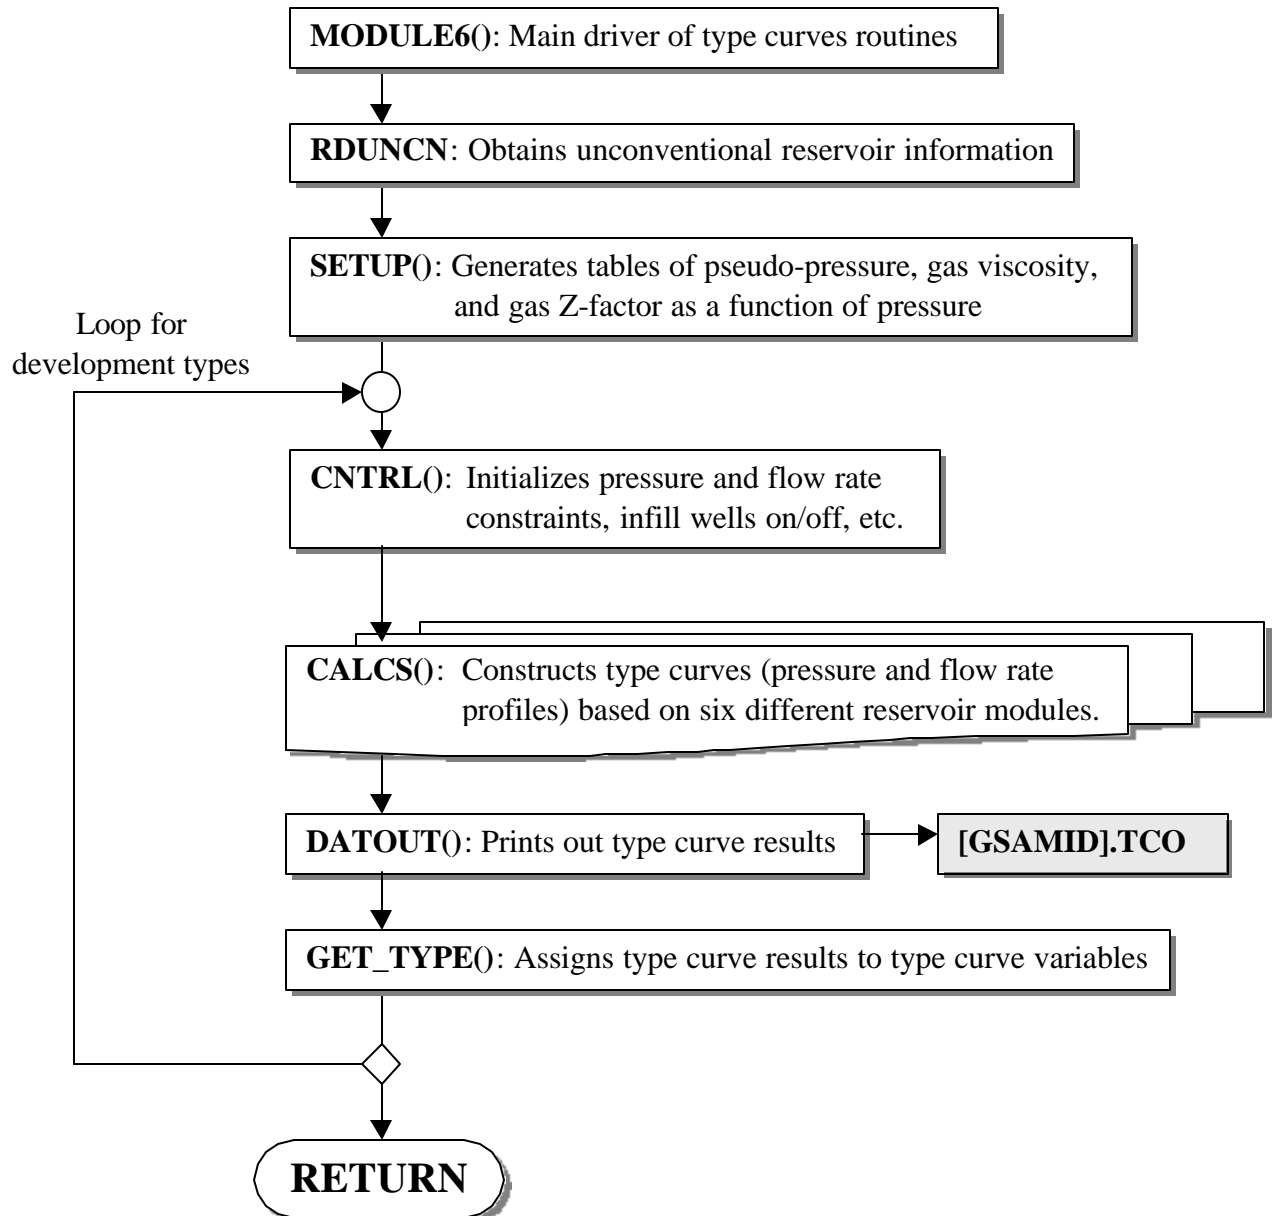 MODULE6(): Main driver of type curves routines
RDUNCN: Obtains unconventional reservoir information
SETUP(): Generates tables of pseudo-pressure, gas viscosity,
and gas Z-factor as a function of pressure
Loop for
development types
CNTRL(): Initializes pressure and flow rate
constraints, infill wells on/off, etc.
CALCS(): Constructs type curves (pressure and flow rate
profiles) based on six different reservoir modules.
DATOUT(): Prints out type curve results
[GSAMID].TCO
GET_TYPE(): Assigns type curve results to type curve variables
RETURN